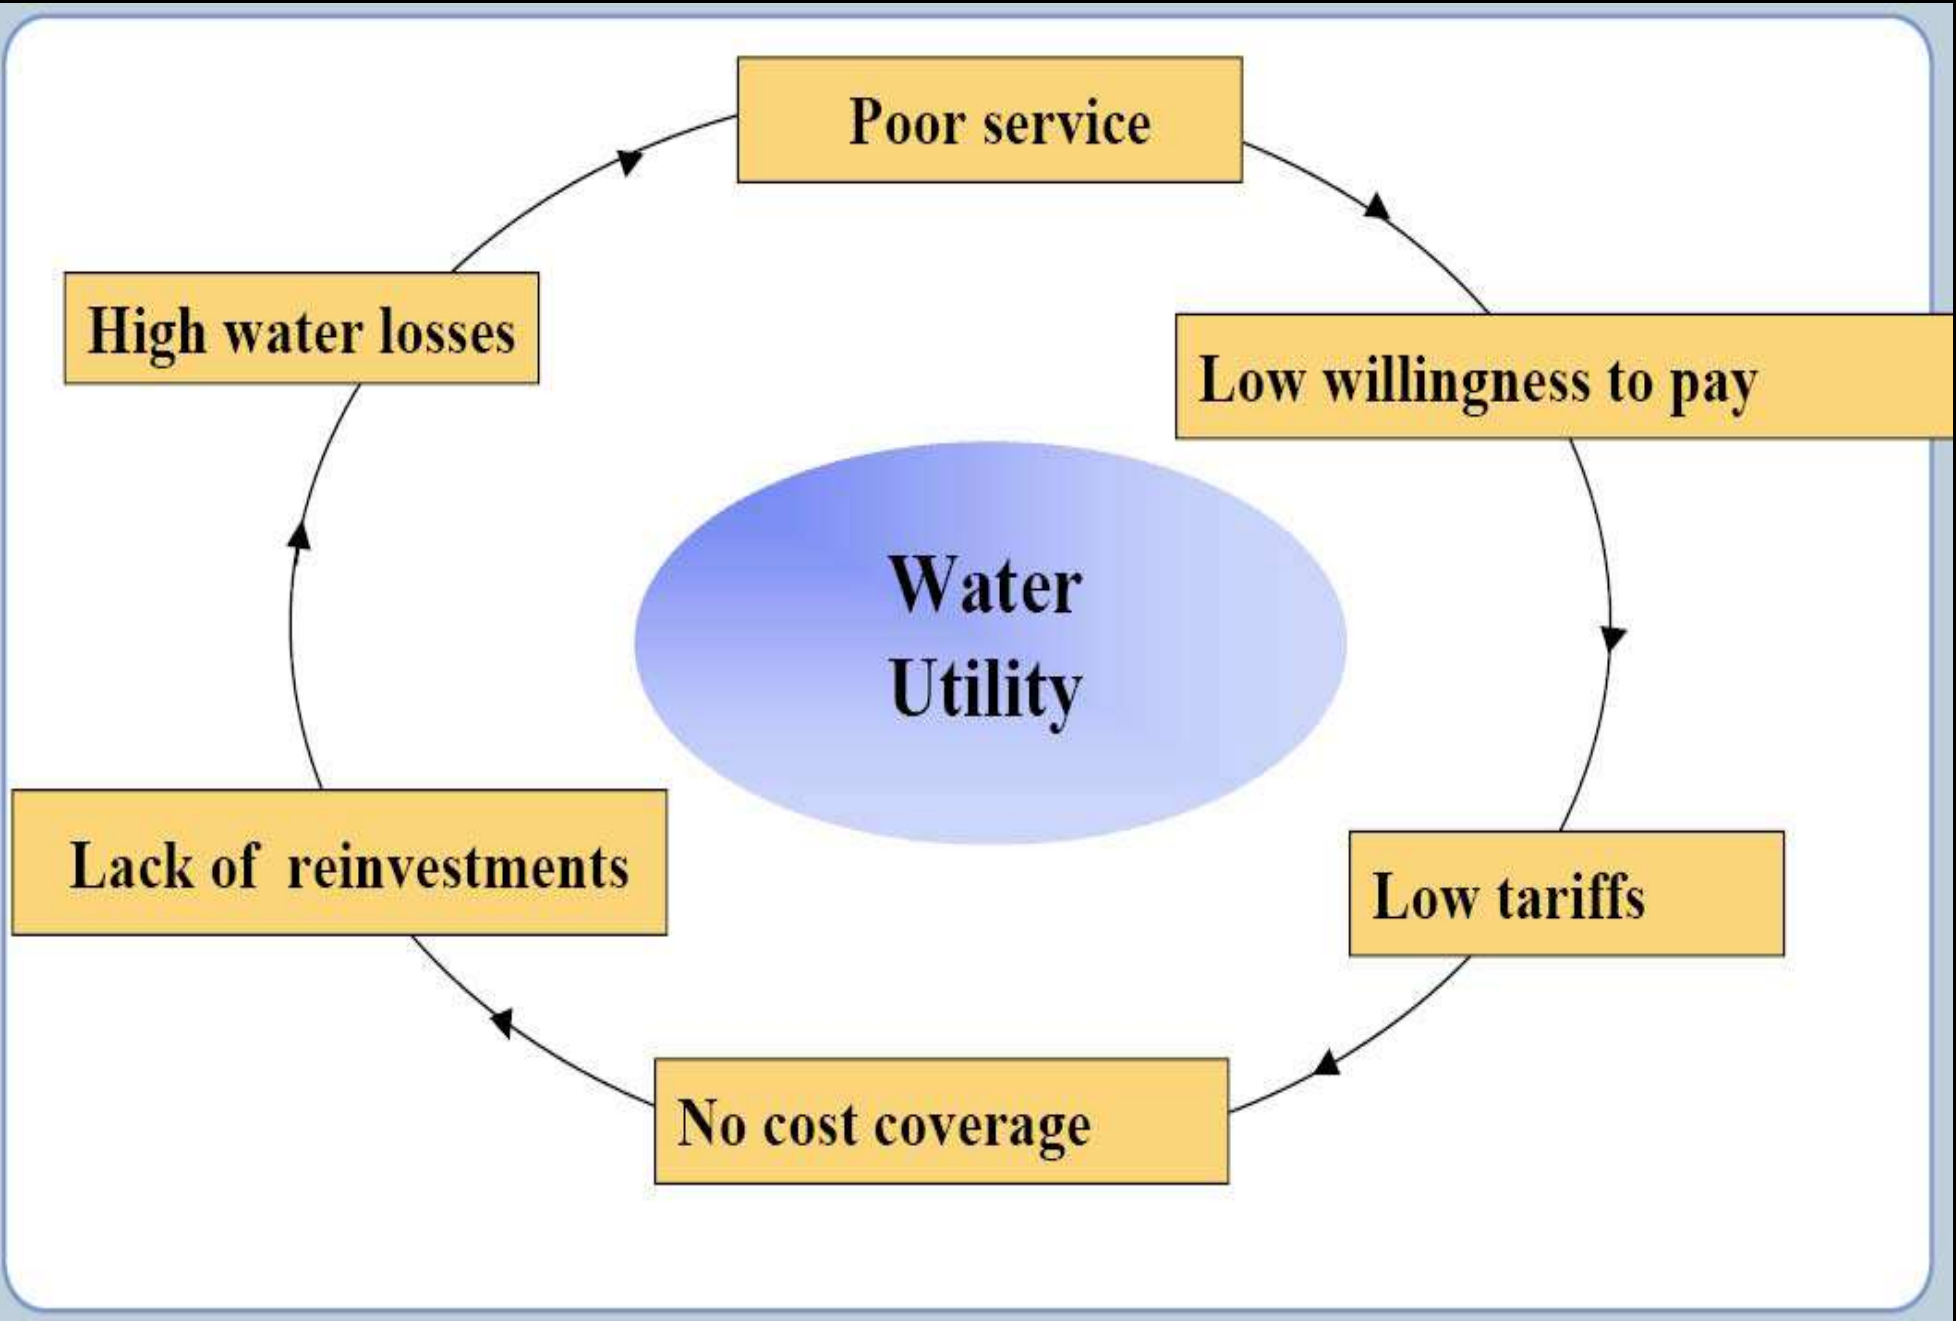 Poor service
High water losses
Low willingness to pay
Water
Utility
Lack of reinvestments
Low tariffs
No cost coverage